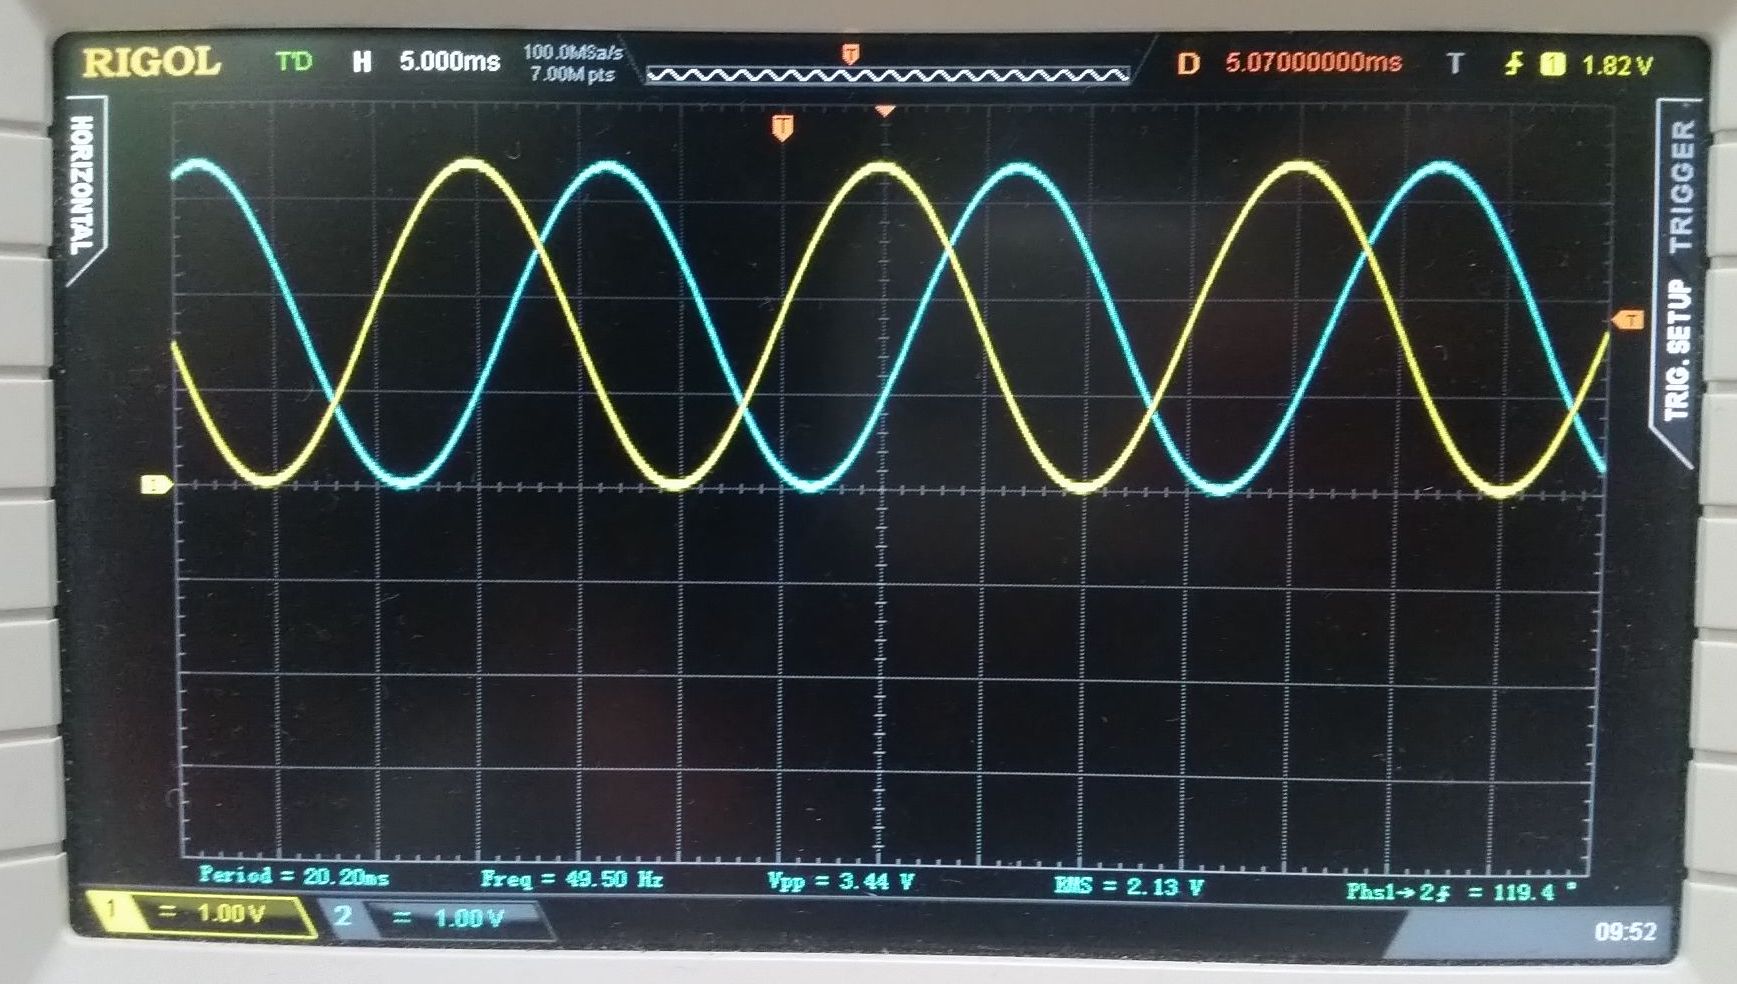 RIGOL T'D H 5.000ms 100.0MSa/s 7.00M pts T D 5.07000000ms T 1 1.82 V
HORIZONTAL
T
TRIGGER
TRIG. SETUP
T
Period = 20.20ms Freq = 49.50 Hz Vpp = 3.44 V RMS = 2.13 V Phs1→2 = 119.4 °
1 = 1.00 V 2 = 1.00 V
09:52